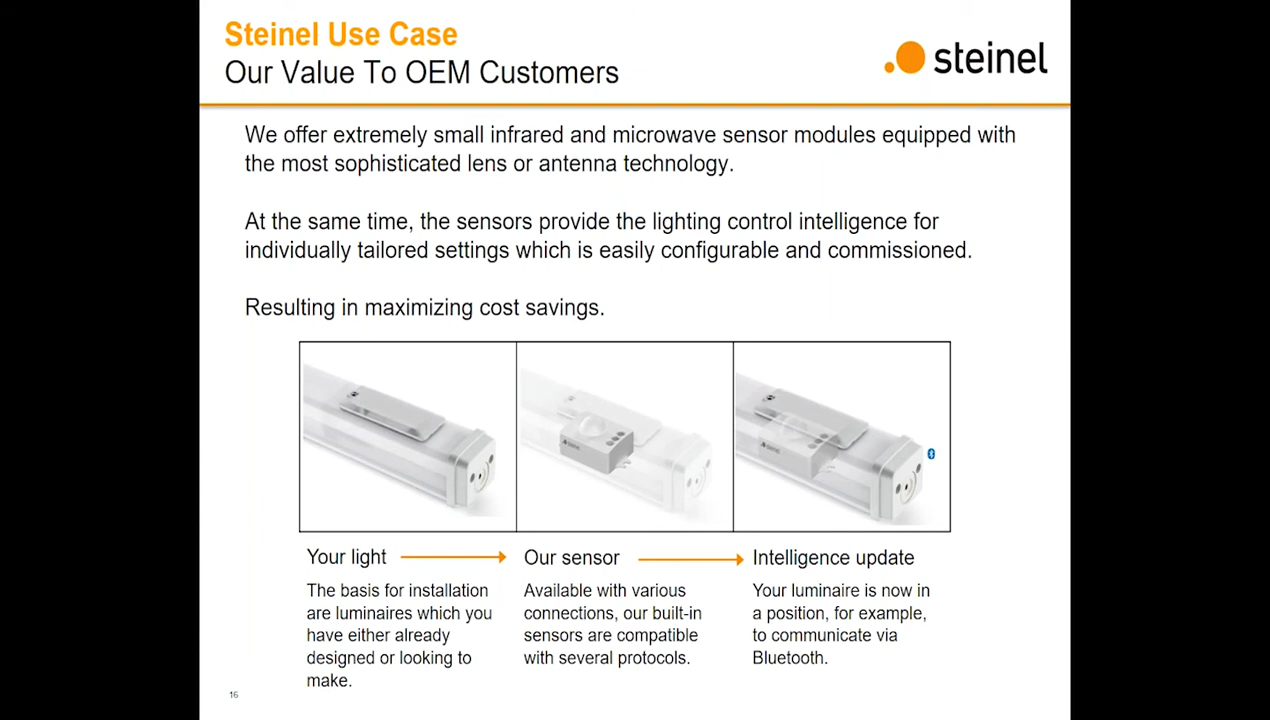 Steinel Use Case
Our Value To OEM Customers
steinel
We offer extremely small infrared and microwave sensor modules equipped with
the most sophisticated lens or antenna technology.
At the same time, the sensors provide the lighting control intelligence for
individually tailored settings which is easily configurable and commissioned.
Resulting in maximizing cost savings.
Your light
The basis for installation
are luminaires which you
have either already
designed or looking to
make.
Our sensor
Available with various
connections, our built-in
sensors are compatible
with several protocols.
Intelligence update
Your luminaire is now in
a position, for example,
to communicate via
Bluetooth.
16